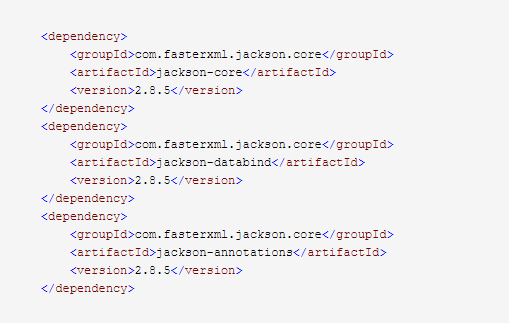 <dependency>
    <groupId>com.fasterxml.jackson.core</groupId>
    <artifactId>jackson-core</artifactId>
    <version>2.8.5</version>
</dependency>
<dependency>
    <groupId>com.fasterxml.jackson.core</groupId>
    <artifactId>jackson-databind</artifactId>
    <version>2.8.5</version>
</dependency>
<dependency>
    <groupId>com.fasterxml.jackson.core</groupId>
    <artifactId>jackson-annotations</artifactId>
    <version>2.8.5</version>
</dependency>